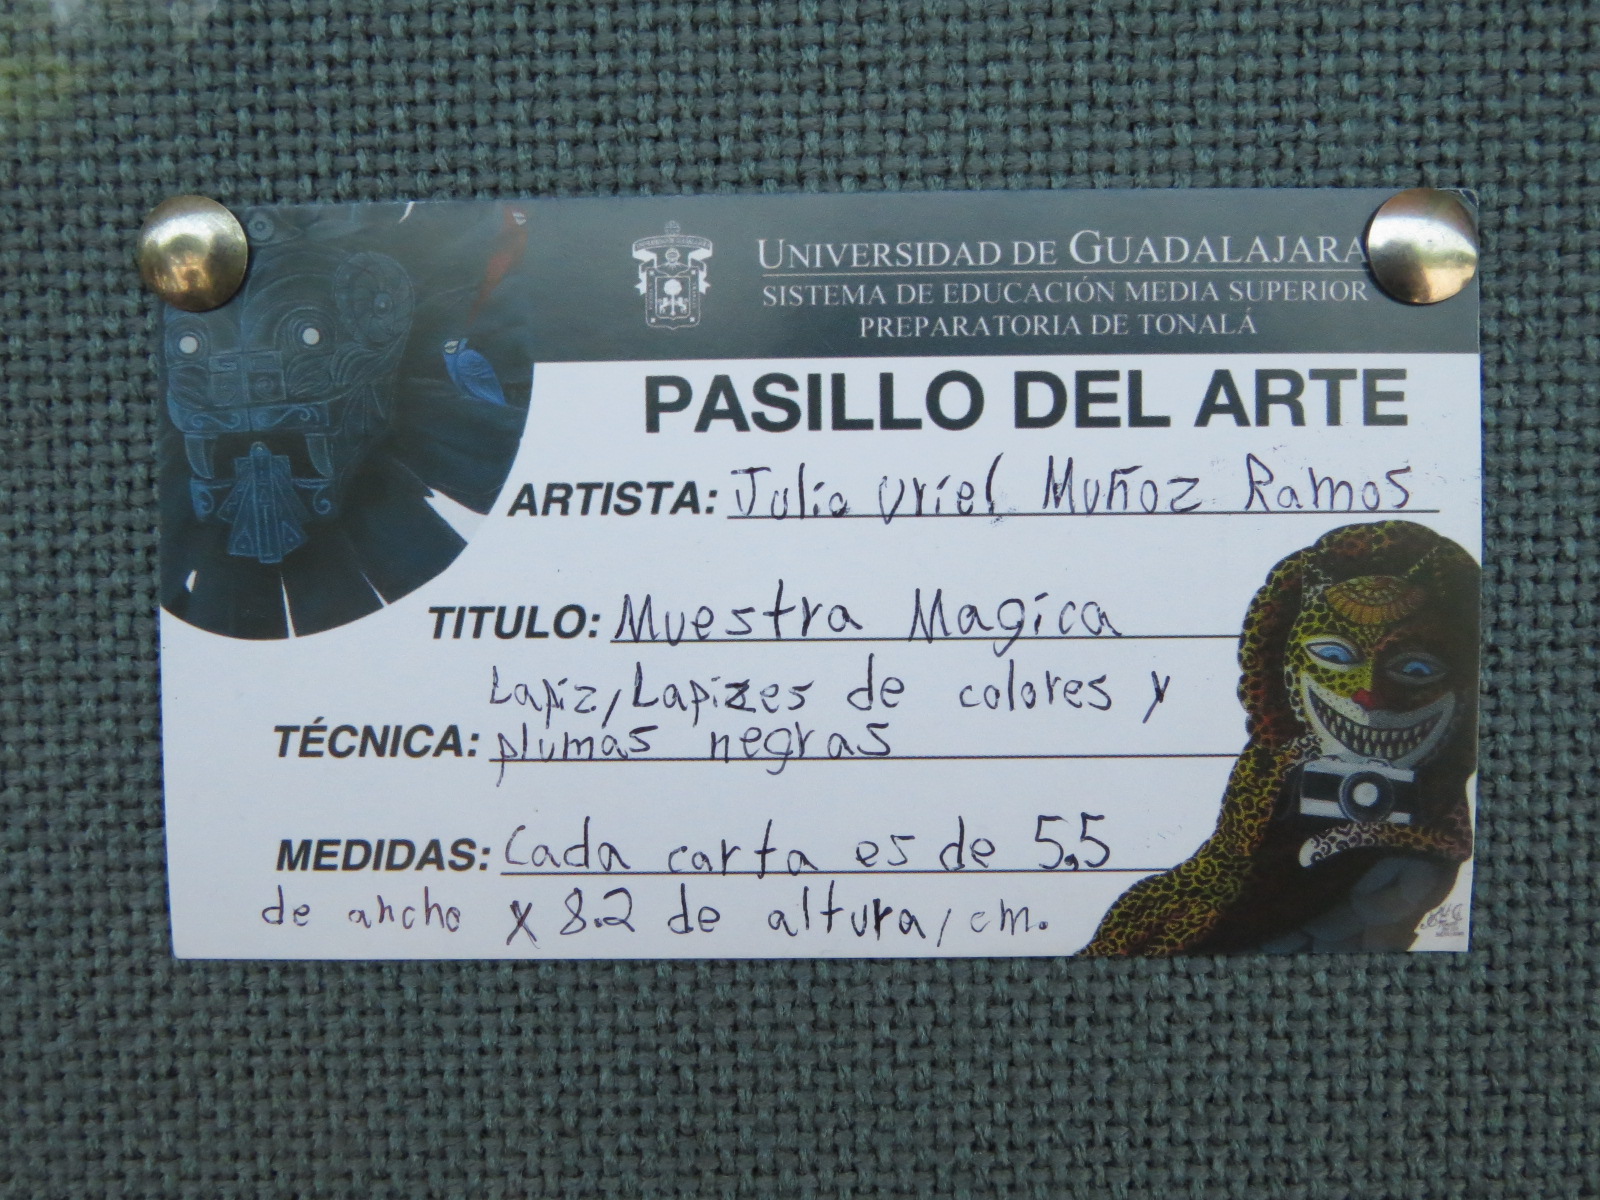 UNIVERSIDAD DE GUADALAJARA
SISTEMA DE EDUCACIÓN MEDIA SUPERIOR
PREPARATORIA DE TONALÁ
PASILLO DEL ARTE
ARTISTA: Julio Uriel Muñoz Ramos
TITULO: Muestra Magica
Lapiz/Lapizes de colores y
TÉCNICA: plumas negras
MEDIDAS: Cada carta es de 5.5
de ancho x 8.2 de altura/cm.